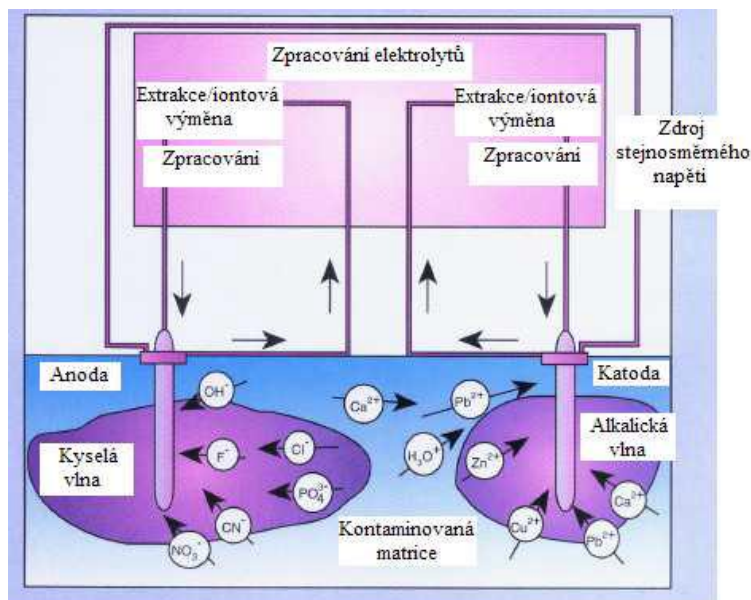 Zpracování elektrolytů
Extrakce/iontová
výměna
Zpracování
Extrakce/iontová
výměna
Zpracování
Zdroj
stejnosměrného
napěti
Anoda
Katoda
OH⁻
Ca²⁺
Pb²⁺
Kyselá
vlna
F⁻
Cl⁻
PO₄³⁻
CN⁻
NO₃⁻
H₃O⁺
Zn²⁺
Alkalická
vlna
Ca²⁺
Cu²⁺
Pb²⁺
Kontaminovaná
matrice